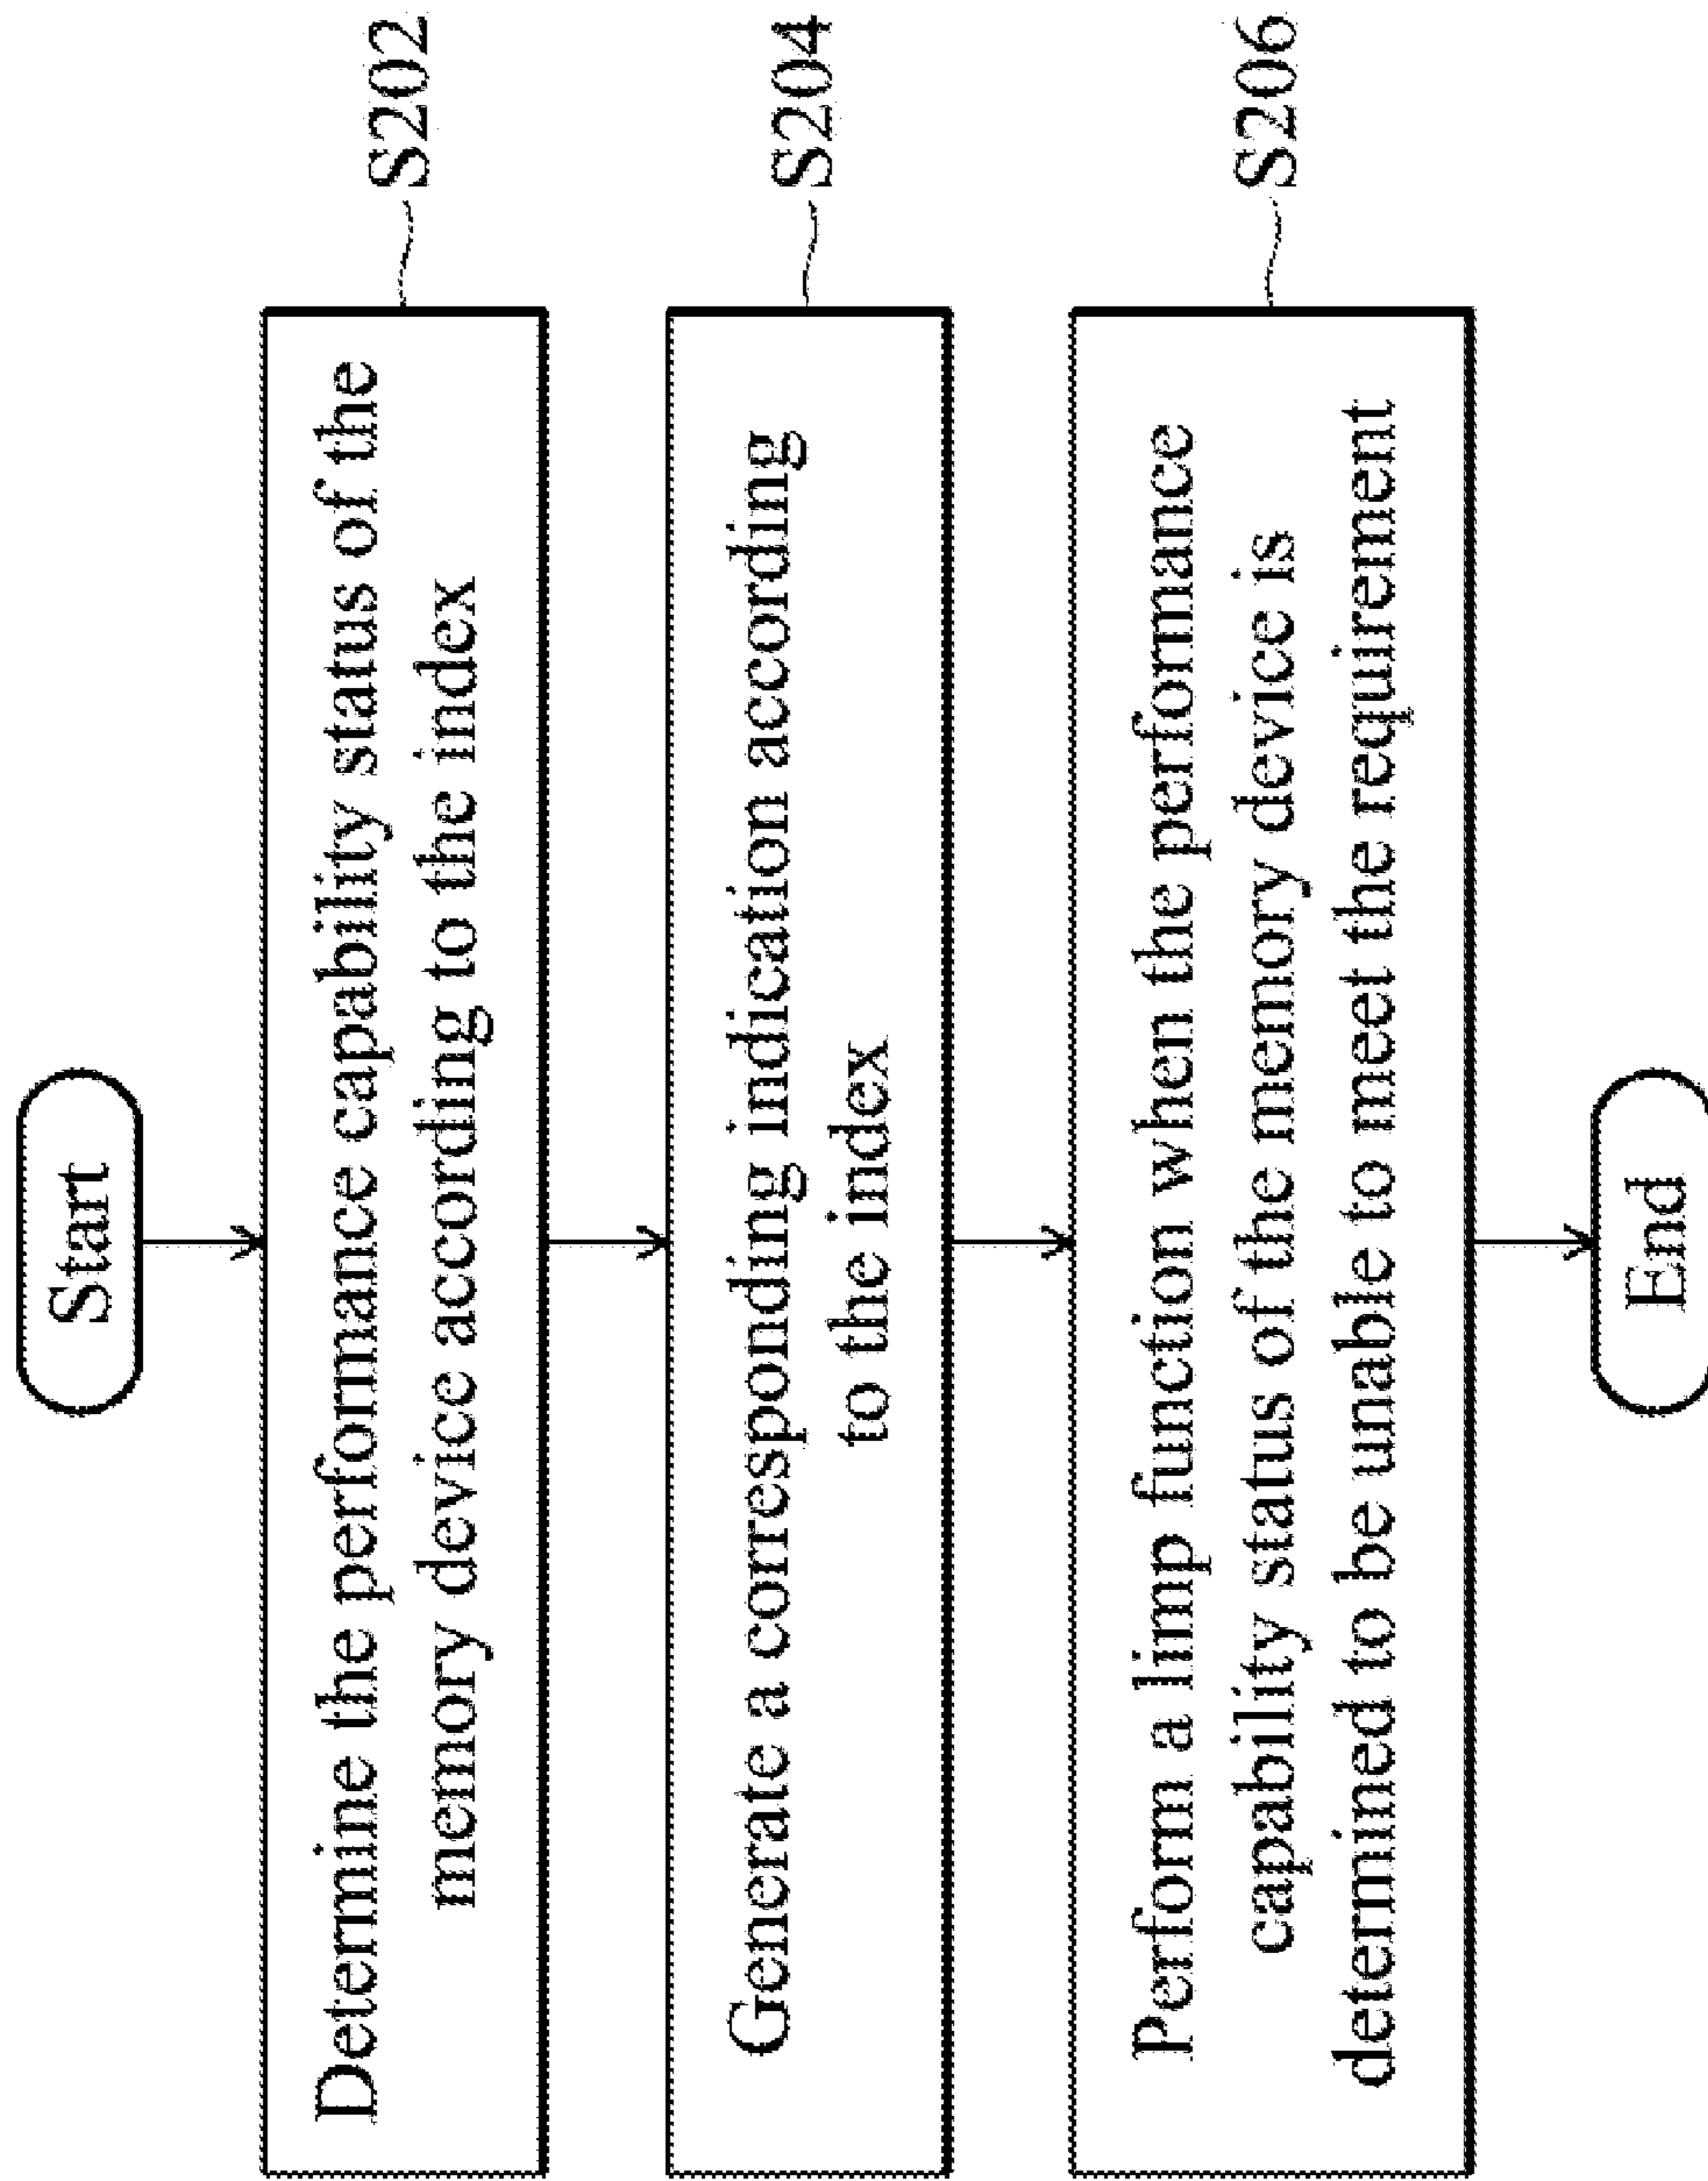 Start
Determine the performance capability status of the
memory device according to the index
S202
Generate a corresponding indication according
to the index
S204
Perform a limp function when the performance
capability status of the memory device is
determined to be unable to meet the requirement
S206
End